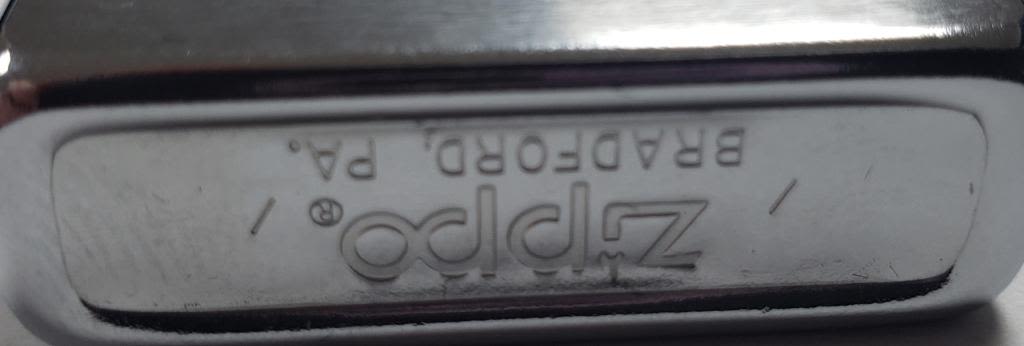 / Zippo® /
BRADFORD, PA.